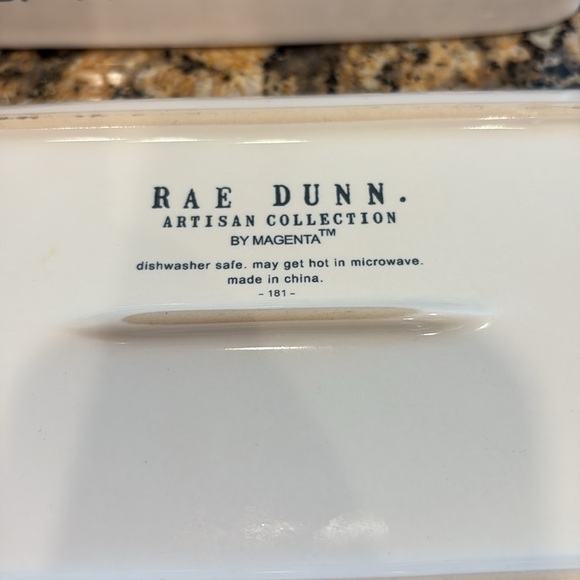 RAE DUNN.
ARTISAN COLLECTION
BY MAGENTA™
dishwasher safe. may get hot in microwave.
made in china.
- 181 -